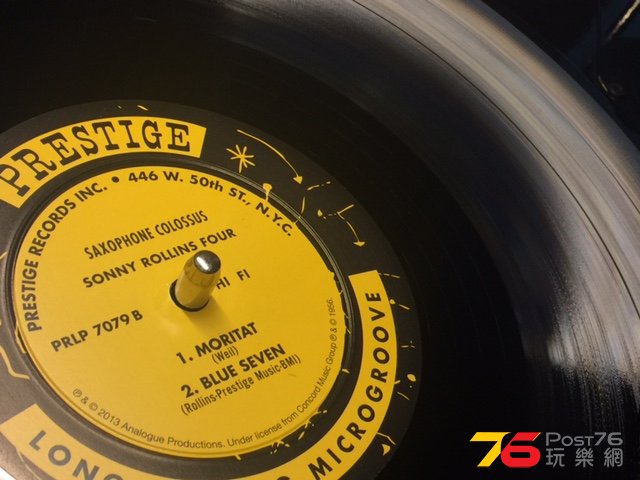 PRESTIGE
PRESTIGE RECORDS INC. • 446 W. 50th ST., N.Y.C.
SAXOPHONE COLOSSUS
SONNY ROLLINS FOUR
HI FI
PRLP 7079 B
1. MORITAT
(Weil)
2. BLUE SEVEN
(Rollins-Prestige Music-BMI)
℗ & © 2013 Analogue Productions. Under license from Concord Music Group ℗ & © 1956.
LONG
MICROGROOVE
76 Post76
玩樂網